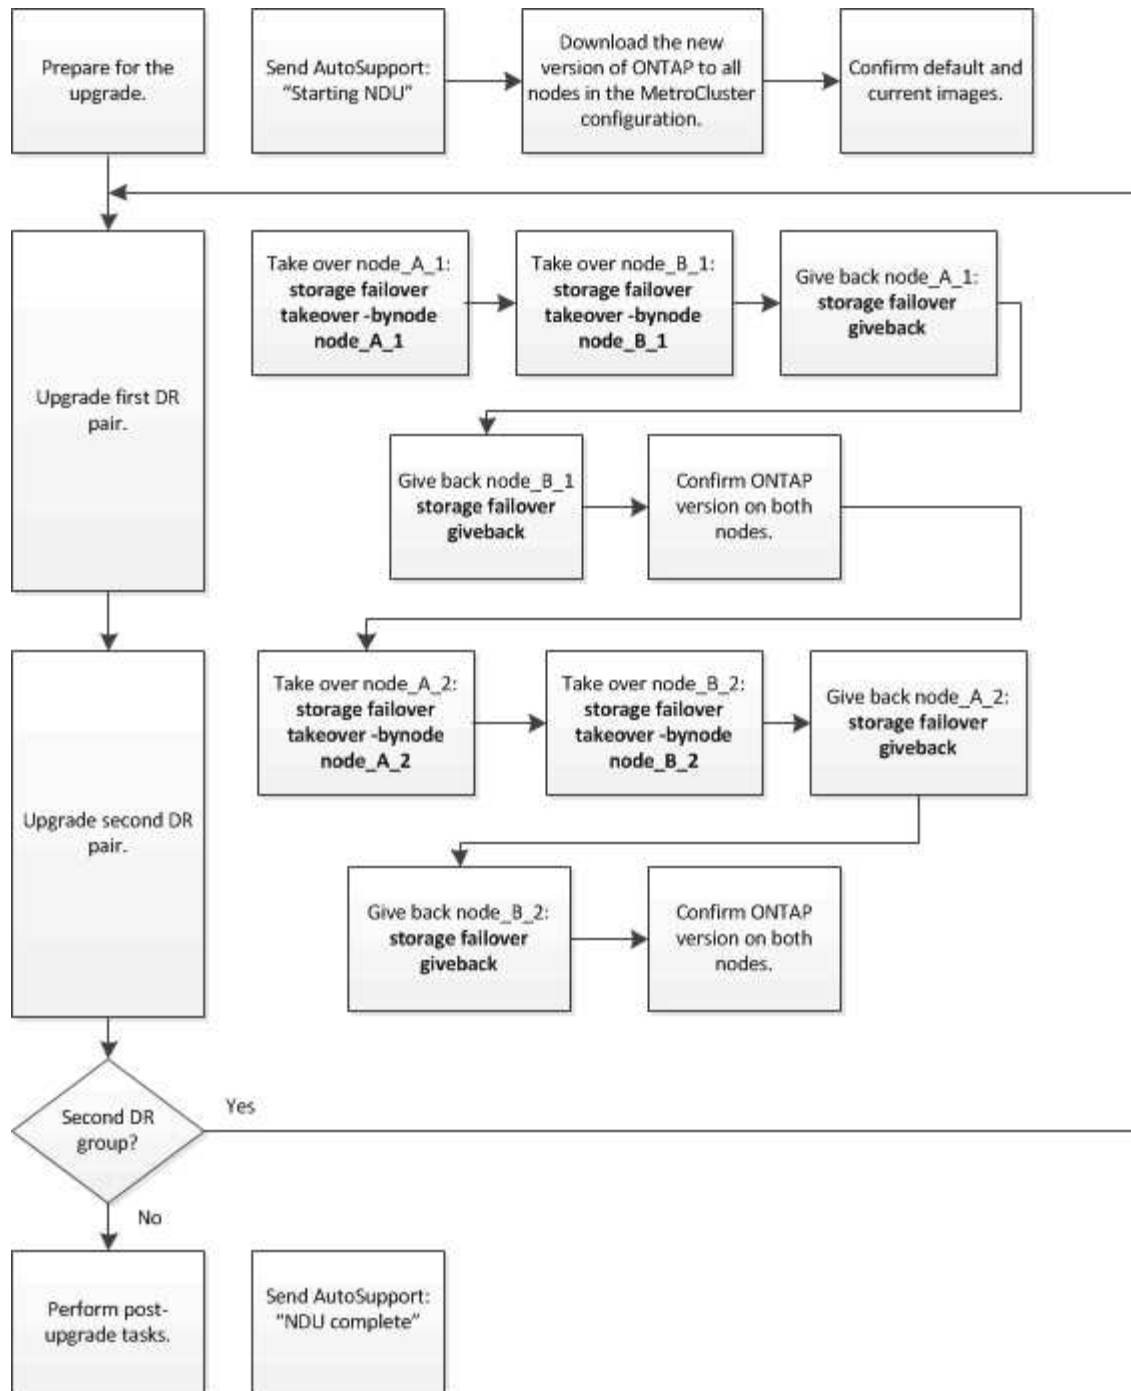 Prepare for the
upgrade.
Send AutoSupport:
“Starting NDU”
Download the new
version of ONTAP to all
nodes in the MetroCluster
configuration.
Confirm default and
current images.
Upgrade first DR
pair.
Take over node_A_1:
storage failover
takeover -bynode
node_A_1
Take over node_B_1:
storage failover
takeover -bynode
node_B_1
Give back node_A_1:
storage failover
giveback
Give back node_B_1
storage failover
giveback
Confirm ONTAP
version on both
nodes.
Upgrade second DR
pair.
Take over node_A_2:
storage failover
takeover -bynode
node_A_2
Take over node_B_2:
storage failover
takeover -bynode
node_B_2
Give back node_A_2:
storage failover
giveback
Give back node_B_2:
storage failover
giveback
Confirm ONTAP
version on both
nodes.
Second DR
group?
Yes
No
Perform post-
upgrade tasks.
Send AutoSupport:
“NDU complete”